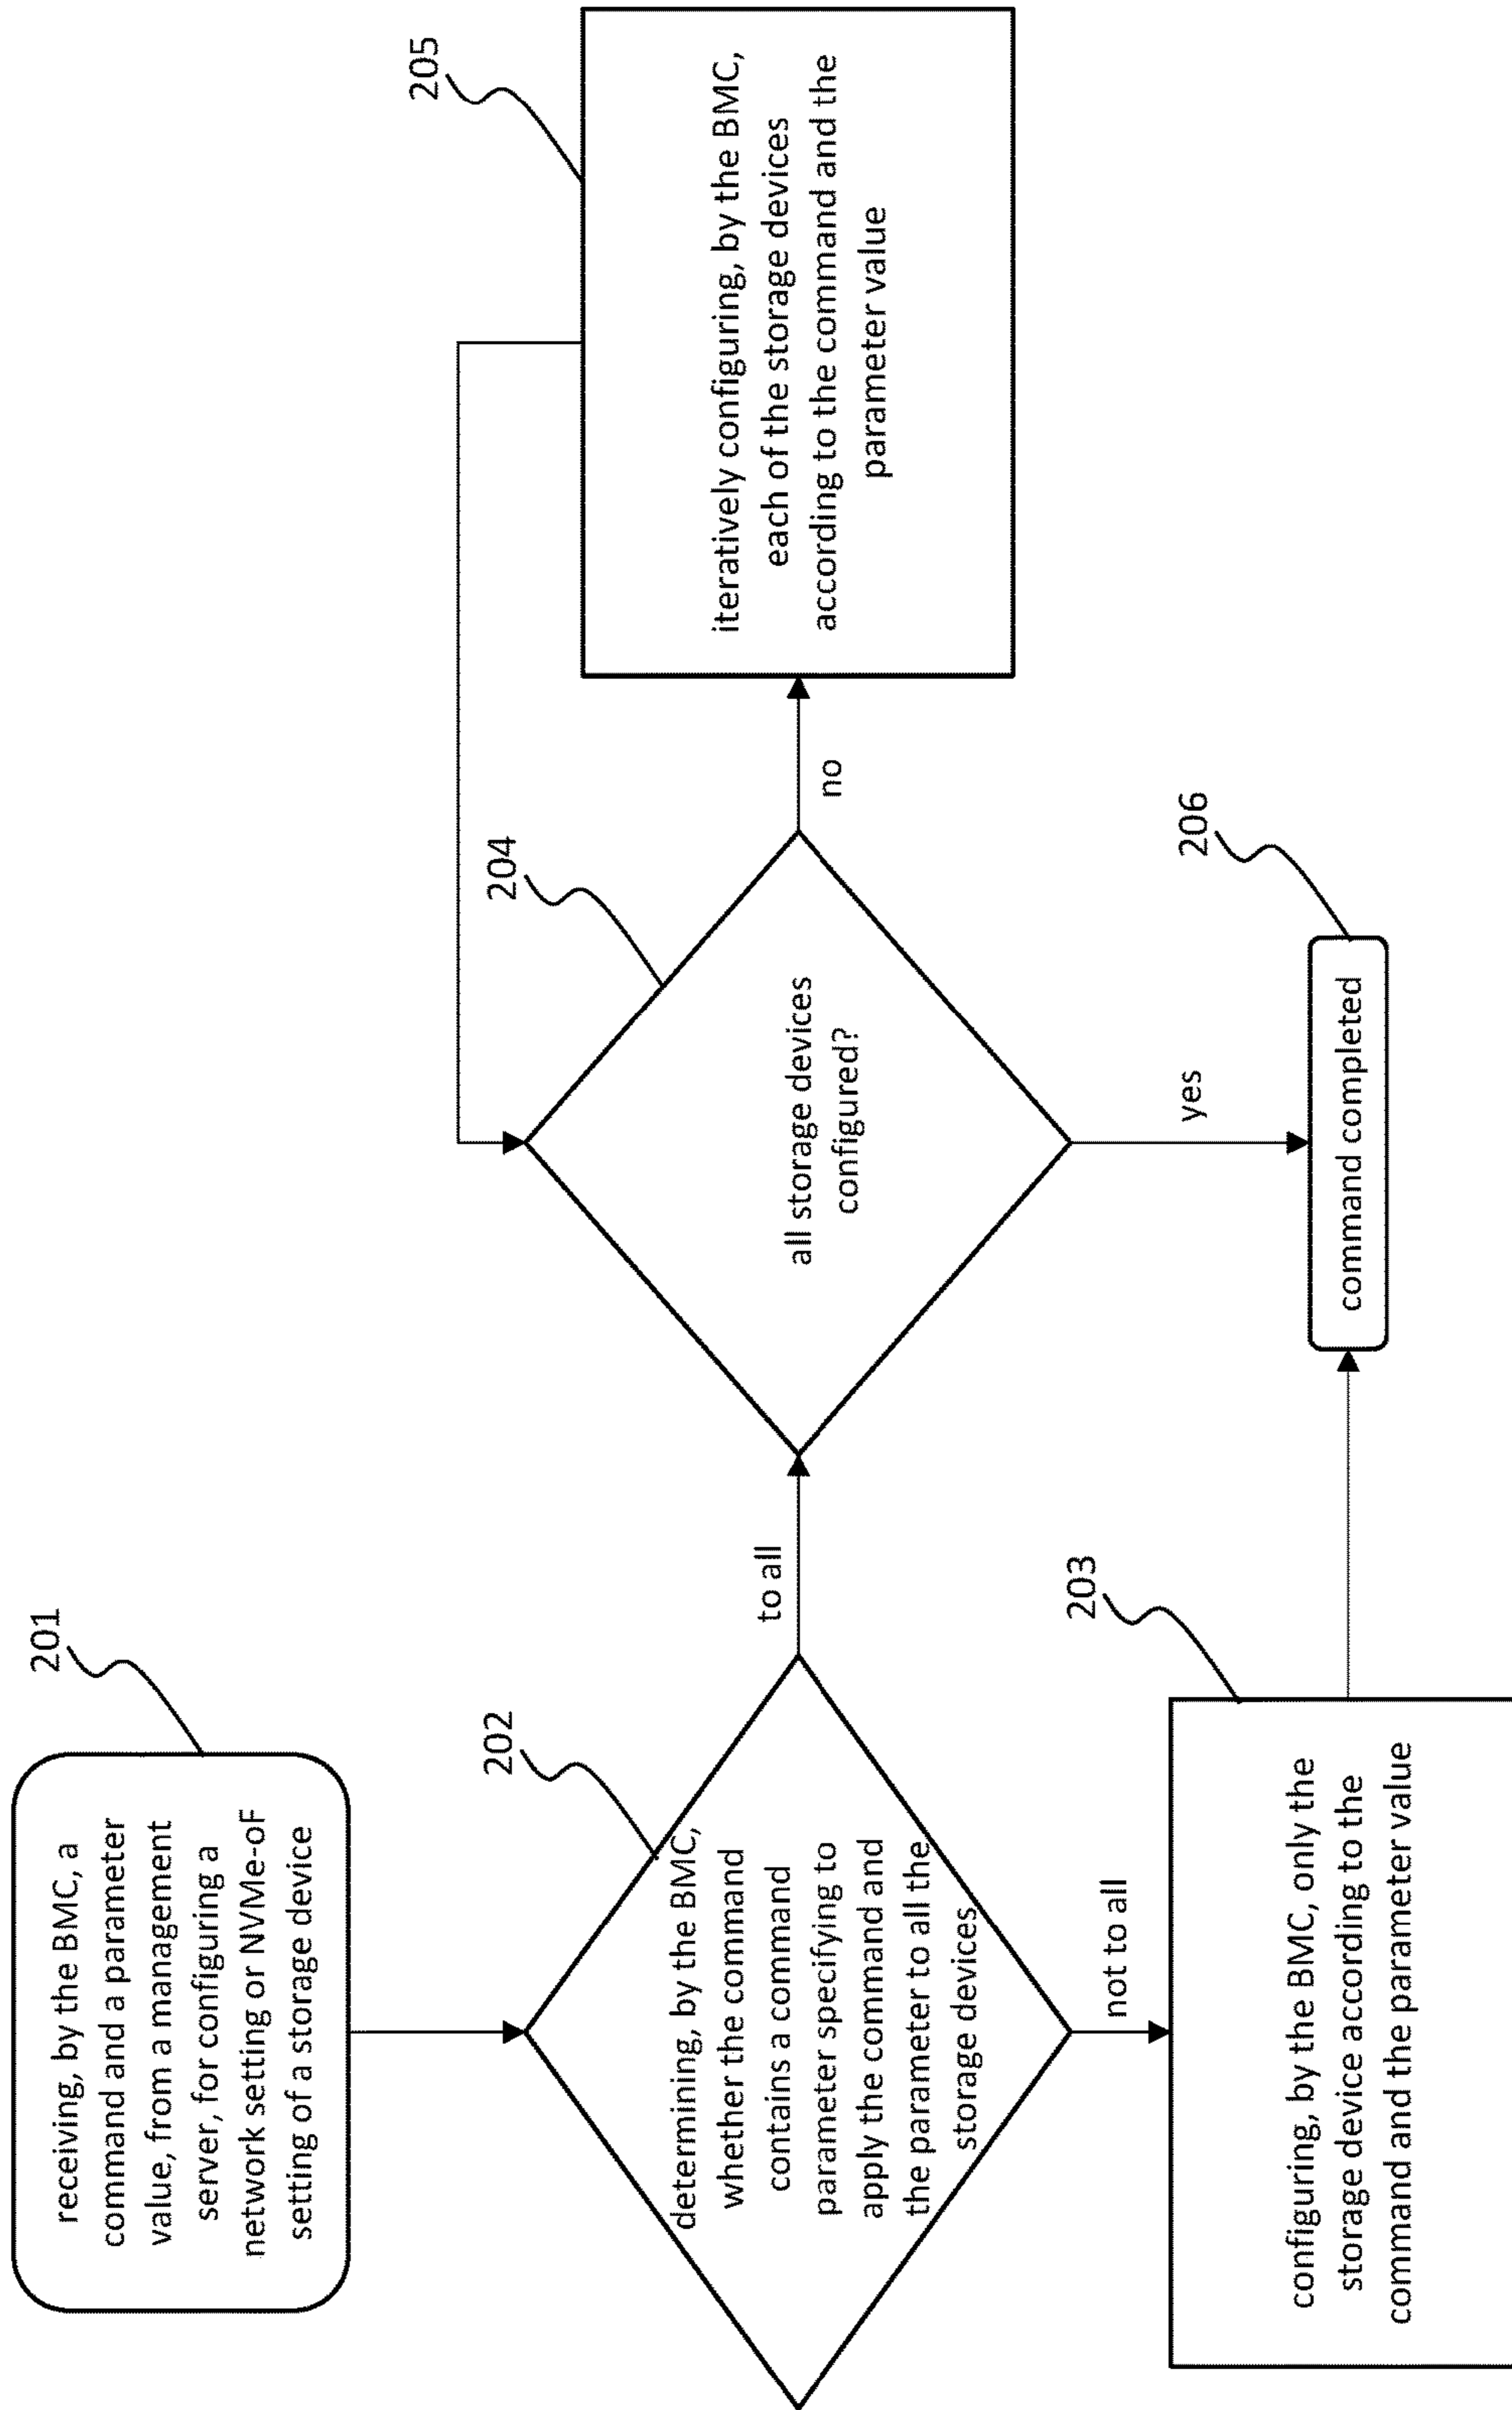 201
receiving, by the BMC, a
command and a parameter
value, from a management
server, for configuring a
network setting or NVMe-oF
setting of a storage device
202
determining, by the BMC,
whether the command
contains a command
parameter specifying to
apply the command and
the parameter to all the
storage devices
to all
not to all
203
configuring, by the BMC, only the
storage device according to the
command and the parameter value
204
all storage devices
configured?
no
yes
205
iteratively configuring, by the BMC,
each of the storage devices
according to the command and the
parameter value
206
command completed